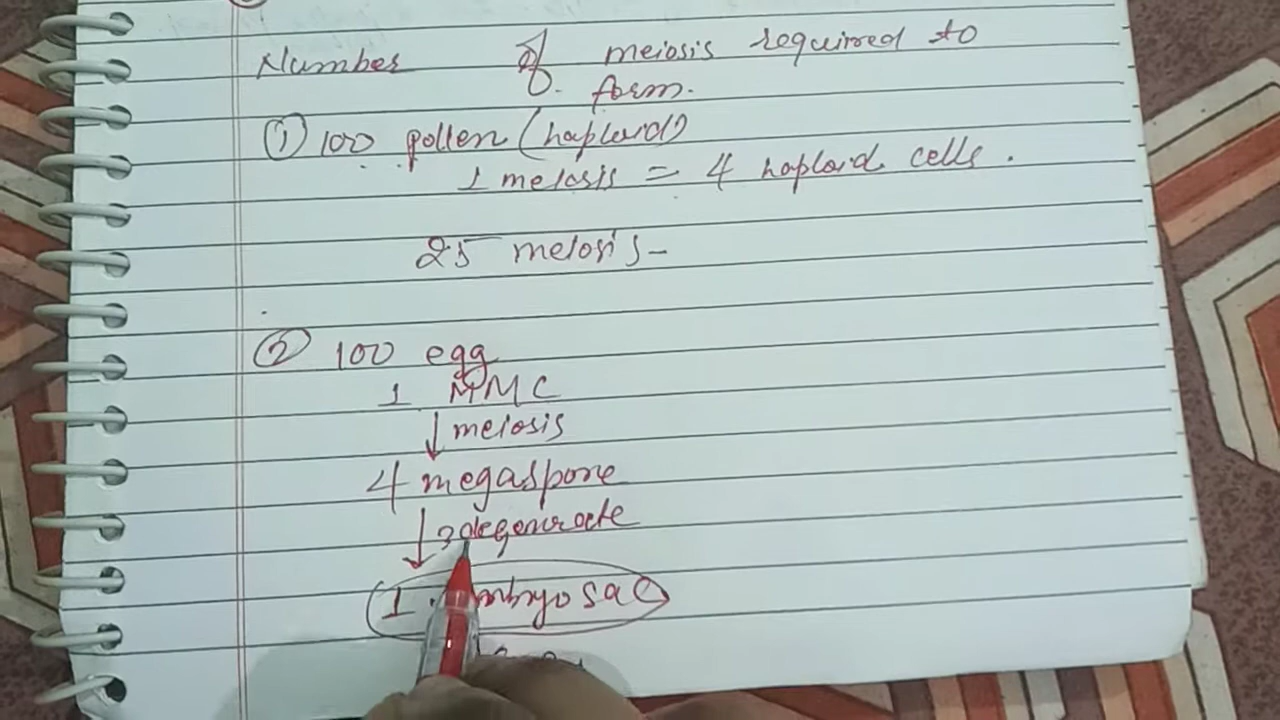 Number of meiosis required to
form.
① 100 pollen (haploid)
1 meiosis = 4 haploid cells.
25 meiosis-
② 100 egg
1 MMC
↓ meiosis
4 megaspore
↓ 3 degenerate
1 embryo sac